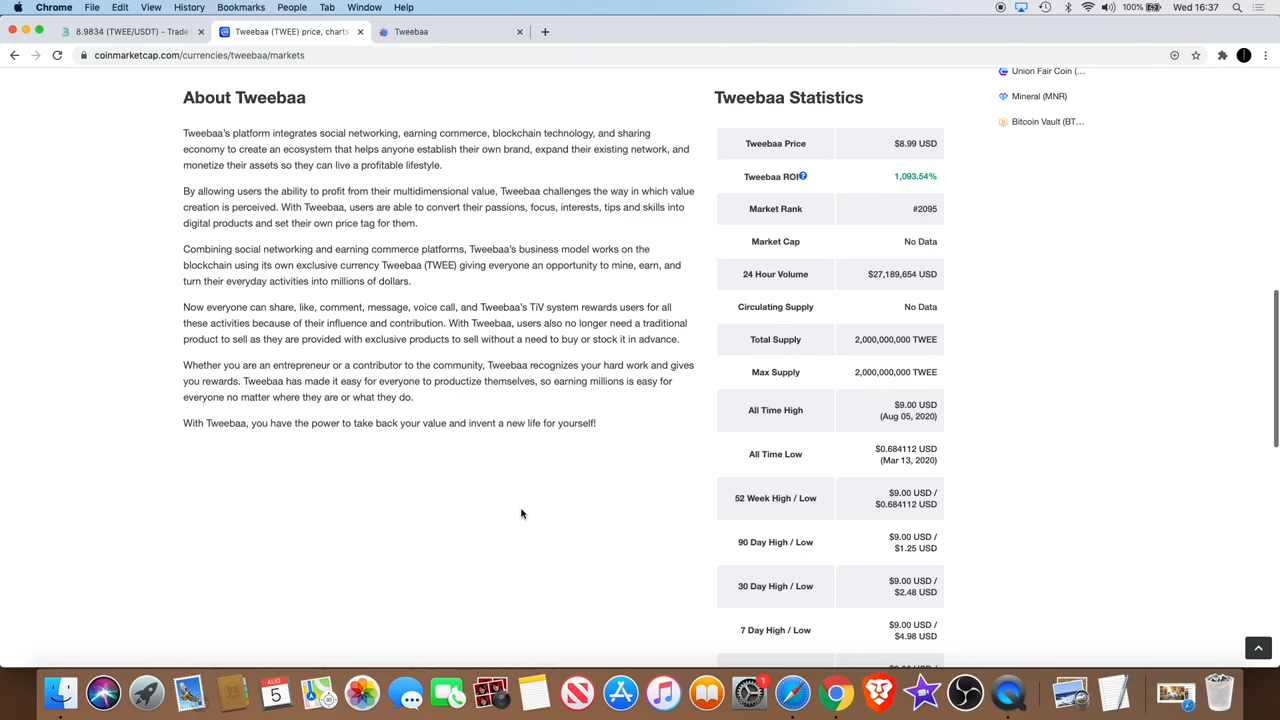 Chrome File Edit View History Bookmarks People Tab Window Help 100% Wed 16:37
8.9834 (TWEE/USDT) - Trade
Tweebaa (TWEE) price, charts
Tweebaa
coinmarketcap.com/currencies/tweebaa/markets
About Tweebaa
Tweebaa's platform integrates social networking, earning commerce, blockchain technology, and sharing
economy to create an ecosystem that helps anyone establish their own brand, expand their existing network, and
monetize their assets so they can live a profitable lifestyle.
By allowing users the ability to profit from their multidimensional value, Tweebaa challenges the way in which value
creation is perceived. With Tweebaa, users are able to convert their passions, focus, interests, tips and skills into
digital products and set their own price tag for them.
Combining social networking and earning commerce platforms, Tweebaa's business model works on the
blockchain using its own exclusive currency Tweebaa (TWEE) giving everyone an opportunity to mine, earn, and
turn their everyday activities into millions of dollars.
Now everyone can share, like, comment, message, voice call, and Tweebaa's TiV system rewards users for all
these activities because of their influence and contribution. With Tweebaa, users also no longer need a traditional
product to sell as they are provided with exclusive products to sell without a need to buy or stock it in advance.
Whether you are an entrepreneur or a contributor to the community, Tweebaa recognizes your hard work and gives
you rewards. Tweebaa has made it easy for everyone to productize themselves, so earning millions is easy for
everyone no matter where they are or what they do.
With Tweebaa, you have the power to take back your value and invent a new life for yourself!
Tweebaa Statistics
Tweebaa Price $8.99 USD
Tweebaa ROI 1,093.54%
Market Rank #2095
Market Cap No Data
24 Hour Volume $27,189,654 USD
Circulating Supply No Data
Total Supply 2,000,000,000 TWEE
Max Supply 2,000,000,000 TWEE
All Time High $9.00 USD
(Aug 05, 2020)
All Time Low $0.684112 USD
(Mar 13, 2020)
52 Week High / Low $9.00 USD /
$0.684112 USD
90 Day High / Low $9.00 USD /
$1.25 USD
30 Day High / Low $9.00 USD /
$2.48 USD
7 Day High / Low $9.00 USD /
$4.98 USD
Union Fair Coin (...
Mineral (MNR)
Bitcoin Vault (BT...
AUG
5
1